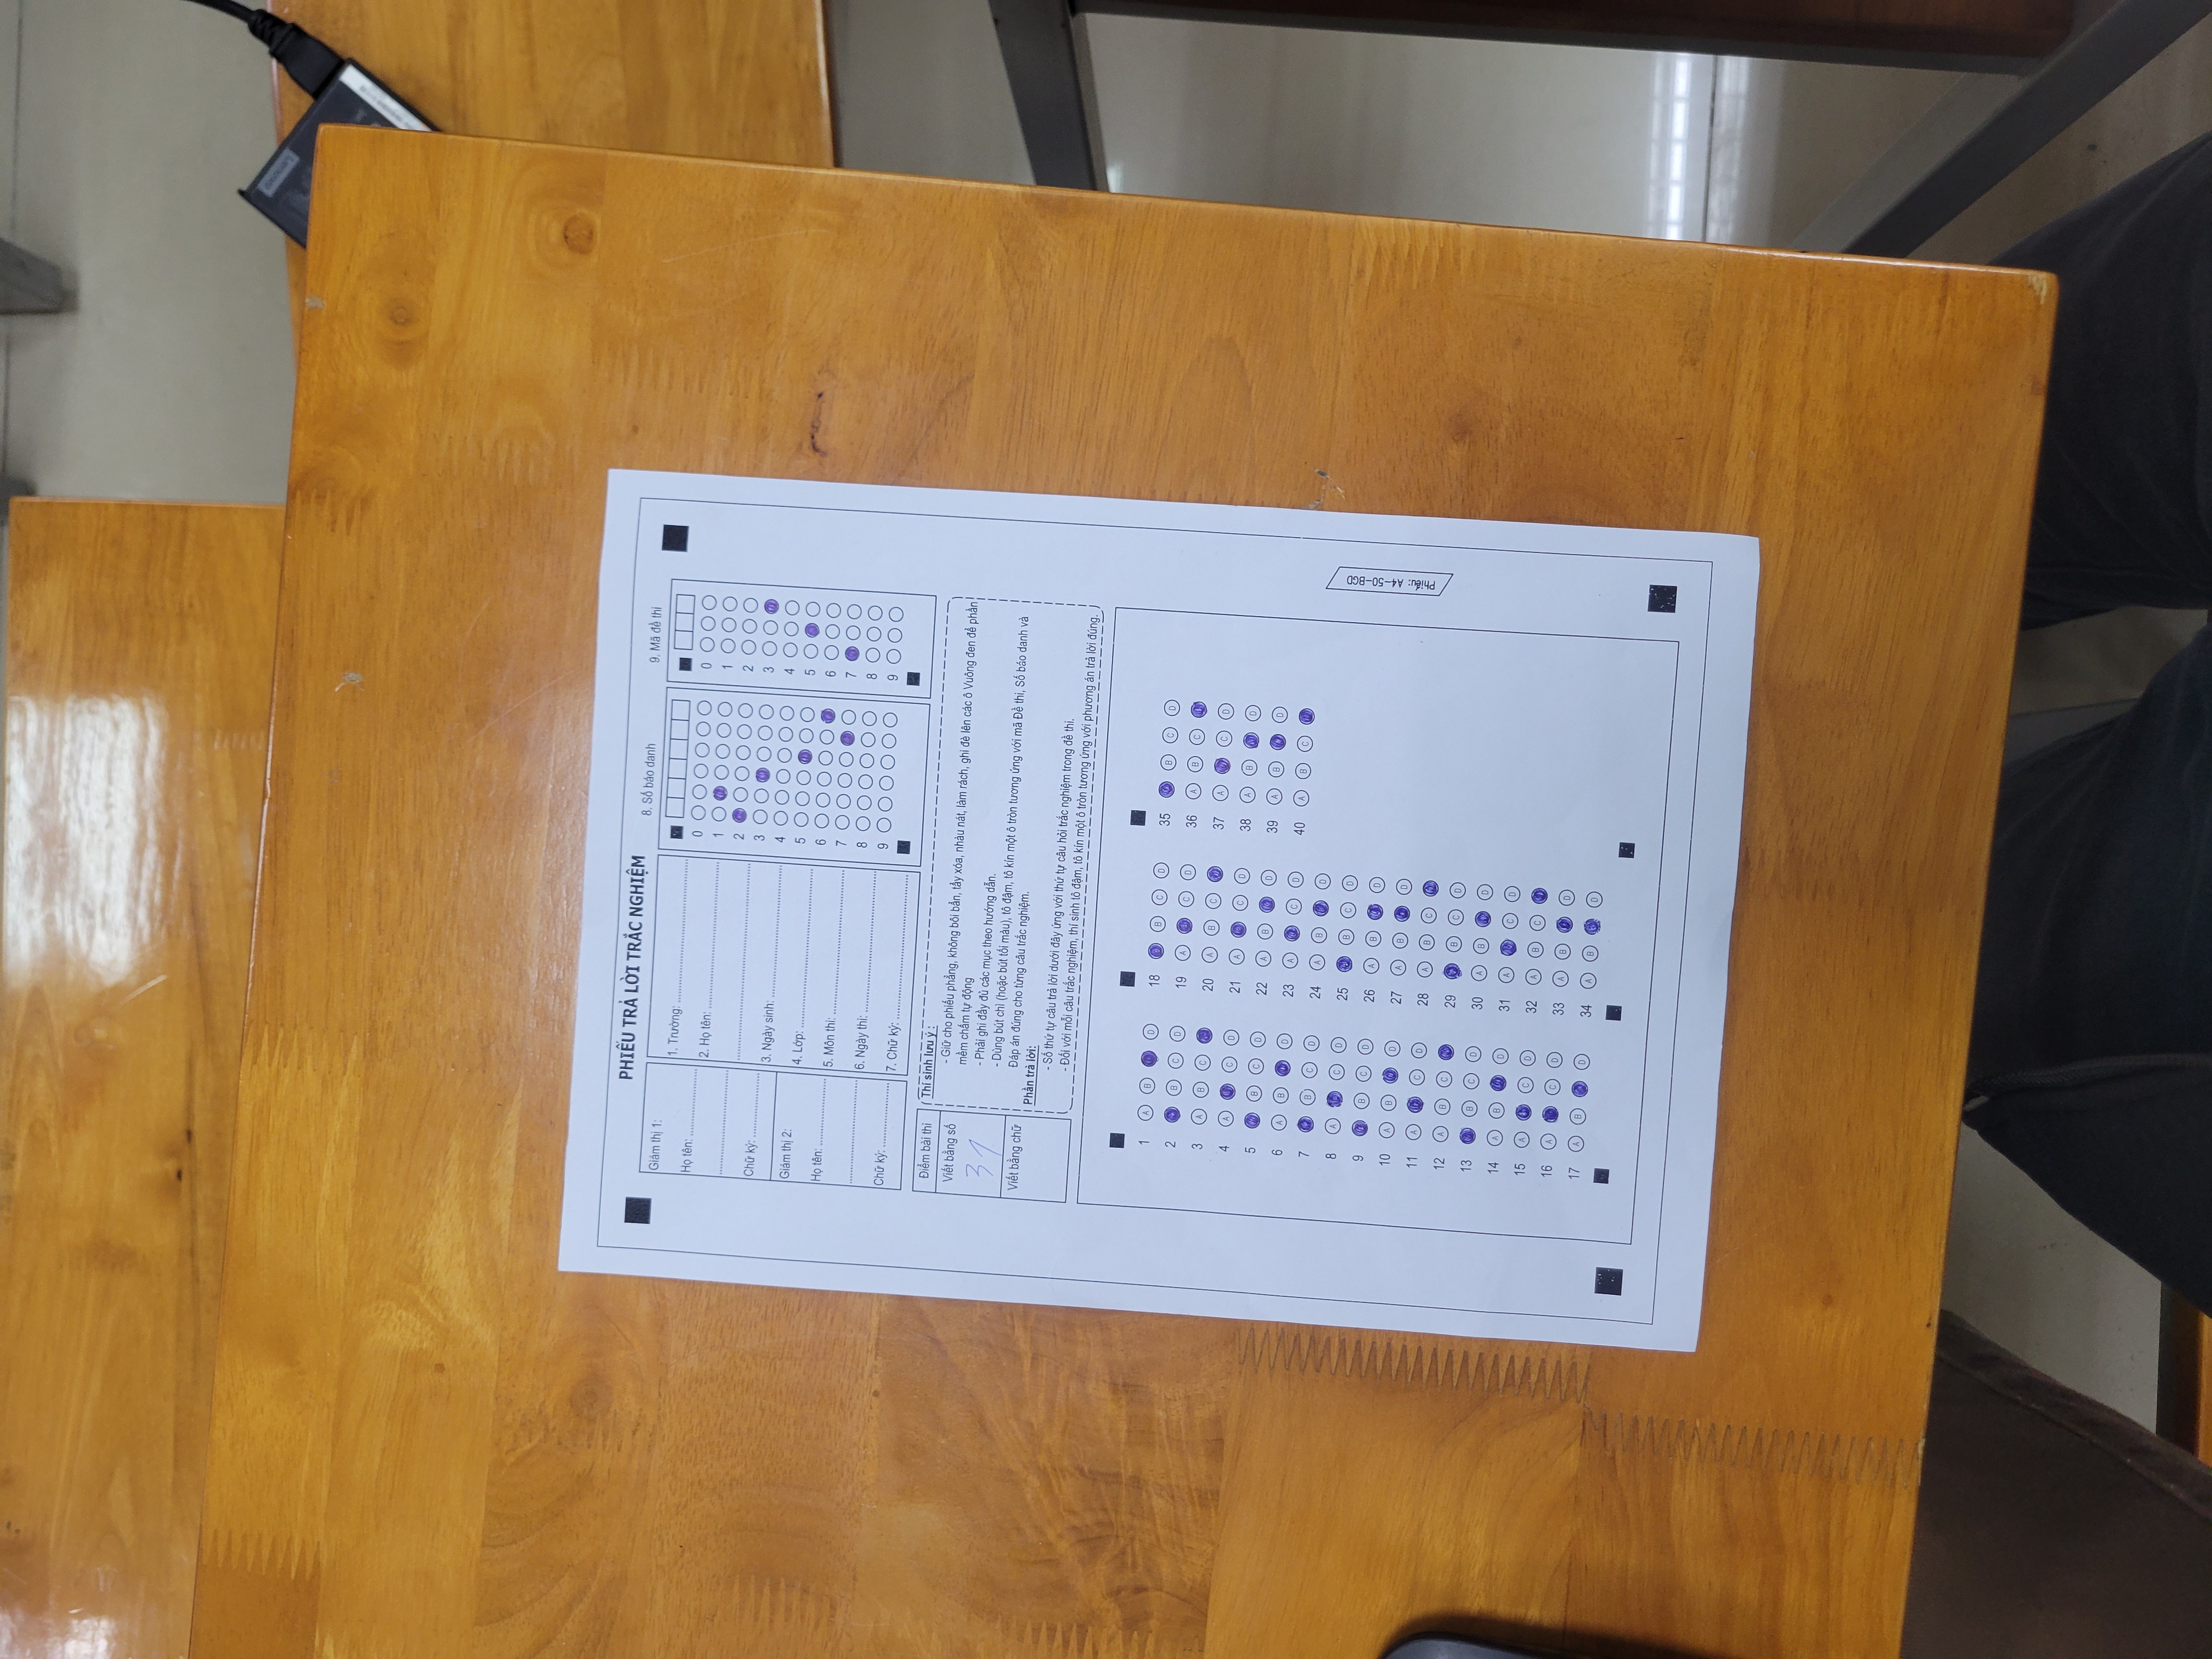 PHIẾU TRẢ LỜI TRẮC NGHIỆM
Giám thị 1:
Họ tên:
Chữ ký:
Giám thị 2:
Họ tên:
Chữ ký:
1. Trường:
2. Họ tên:
3. Ngày sinh:
4. Lớp:
5. Môn thi:
6. Ngày thi:
7. Chữ ký:
8. Số báo danh
0
1
2
3
4
5
6
7
8
9
9. Mã đề thi
0
1
2
3
4
5
6
7
8
9
Điểm bài thi
Viết bằng số
31
Viết bằng chữ
Thí sinh lưu ý :
- Giữ cho phiếu phẳng, không bôi bẩn, tẩy xóa, nhàu nát, làm rách, ghi đè lên các ô Vuông đen để phần
mềm chấm tự động
- Phải ghi đầy đủ các mục theo hướng dẫn.
- Dùng bút chì (hoặc bút tối màu), tô đậm, tô kín một ô tròn tương ứng với mã Đề thi, Số báo danh và
Đáp án đúng cho từng câu trắc nghiệm.
Phần trả lời:
- Số thứ tự câu trả lời dưới đây ứng với thứ tự câu hỏi trắc nghiệm trong đề thi.
- Đối với mỗi câu trắc nghiệm, thí sinh tô đậm, tô kín một ô tròn tương ứng với phương án trả lời đúng.
1 A B D
2 B C D
3 A B C
4 A C D
5 B C D
6 A B D
7 B C D
8 A C D
9 B C D
10 A B D
11 A C D
12 A B C
13 B C D
14 A B D
15 A C D
16 A C D
17 A B D
18 B C D
19 A C D
20 A B C
21 A C D
22 A B D
23 A C D
24 A B D
25 B C D
26 A B D
27 A B D
28 A B C
29 B C D
30 A B D
31 A C D
32 A B C
33 A B D
34 A B D
35 B C D
36 A B C
37 A C D
38 A B D
39 A B D
40 A B C
Phiếu: A4-50-BGD